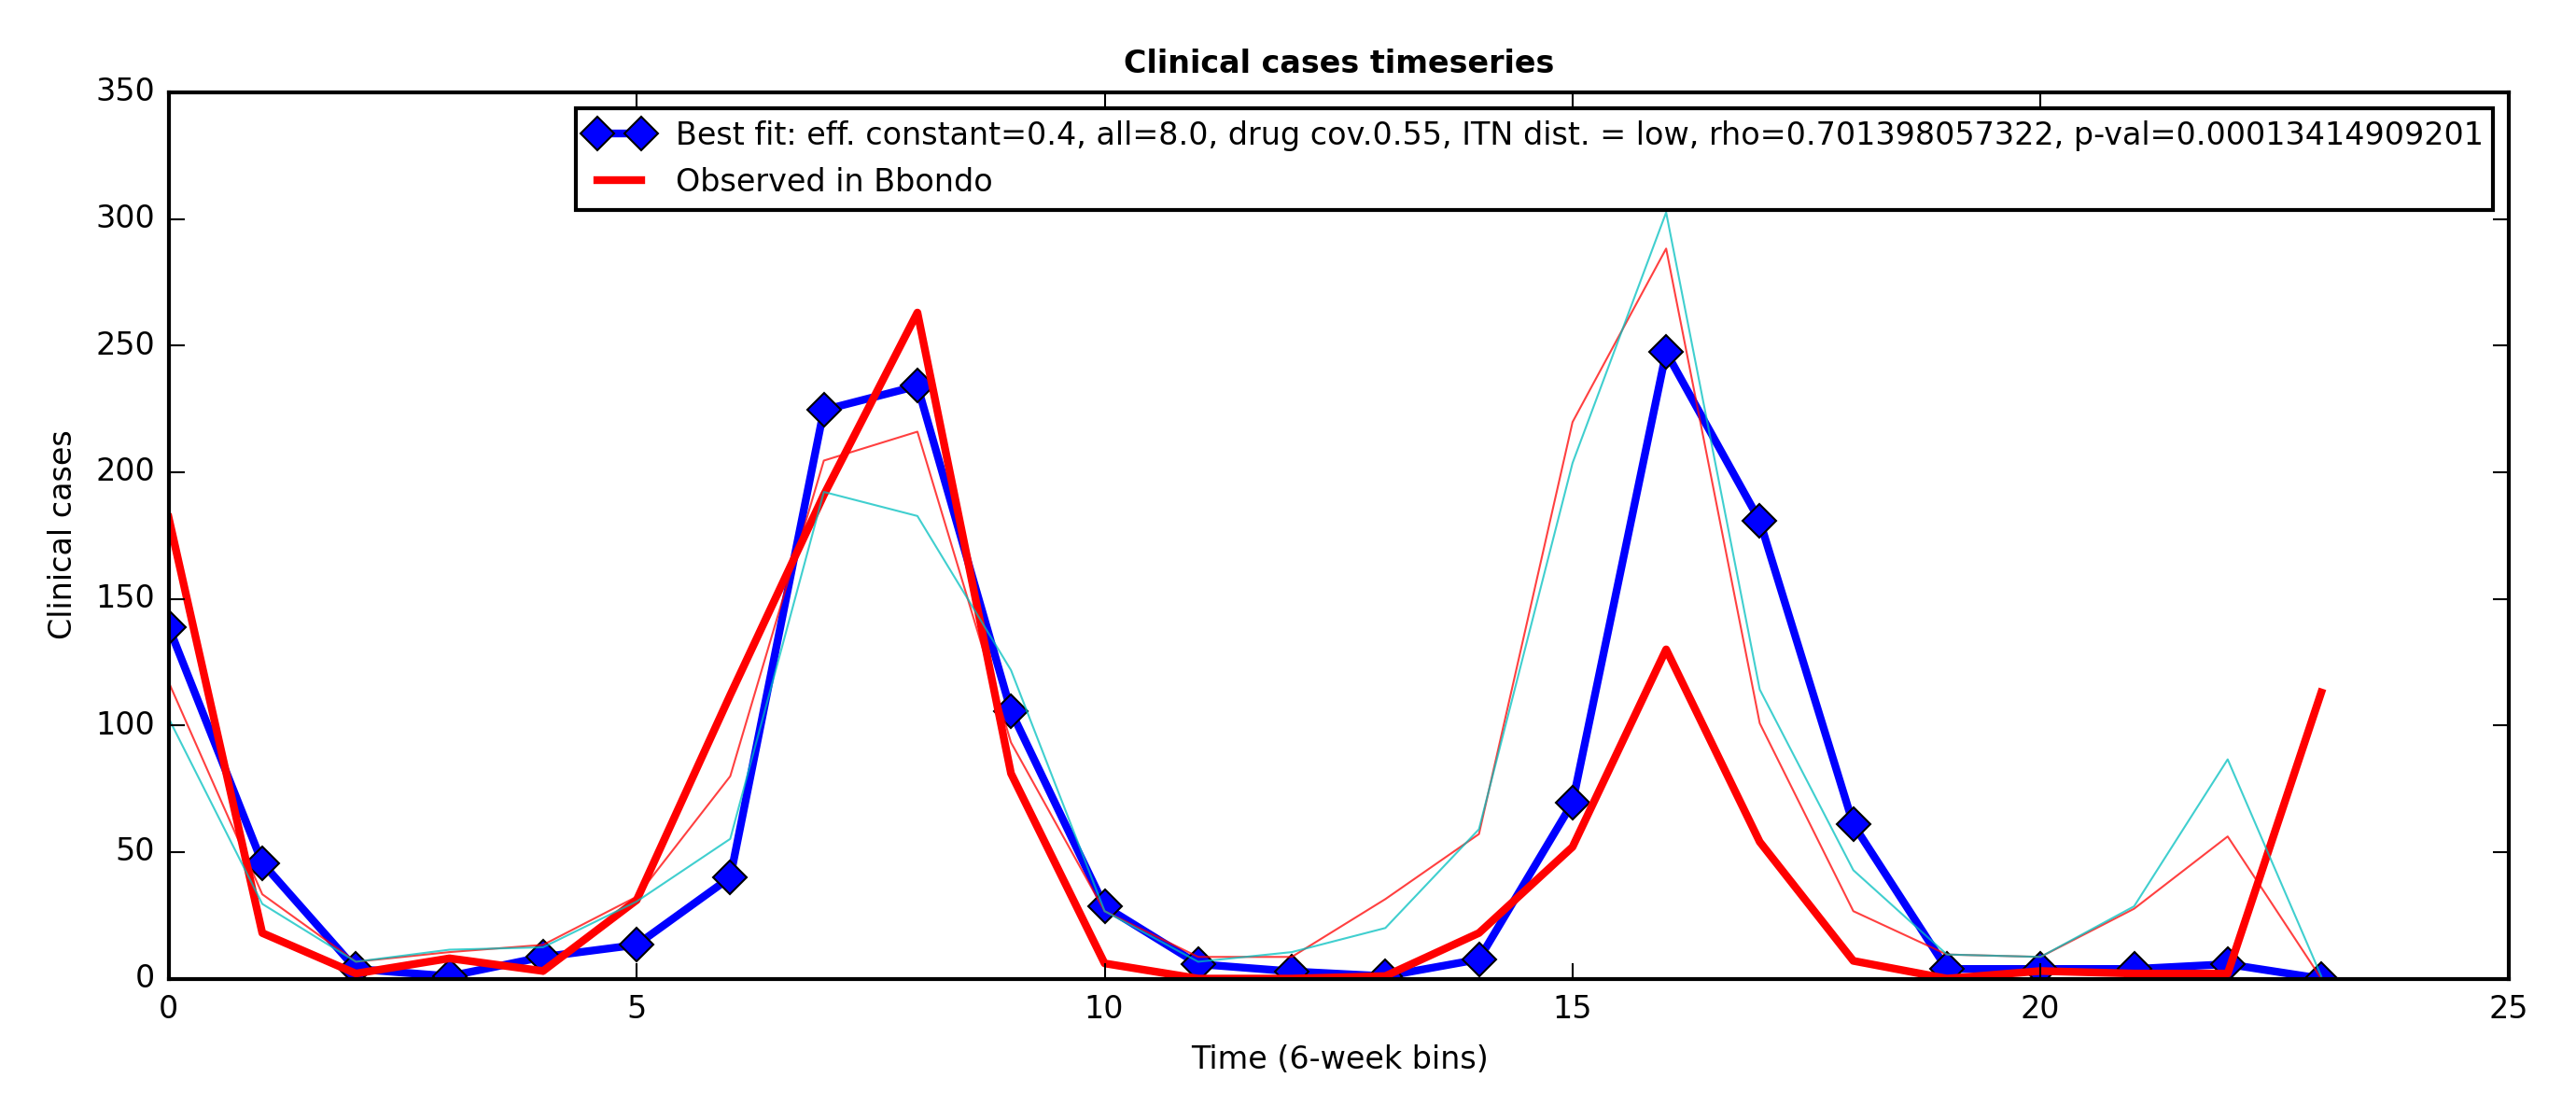 Clinical cases timeseries
350
300
250
200
150
100
50
0
Clinical cases
Best fit: eff. constant=0.4, all=8.0, drug cov.0.55, ITN dist. = low, rho=0.701398057322, p-val=0.00013414909201
Observed in Bbondo
0 5 10 15 20 25
Time (6-week bins)